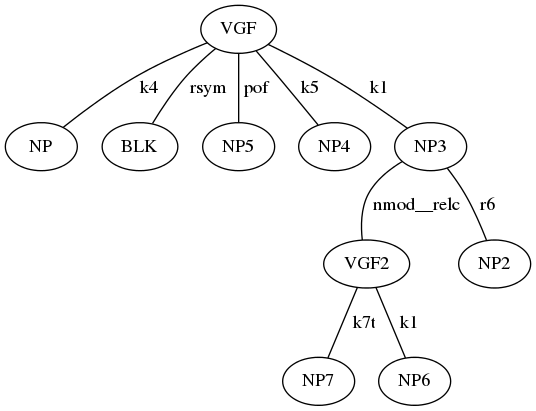 VGF
k4 rsym pof k5 k1
NP BLK NP5 NP4 NP3
nmod__relc r6
VGF2 NP2
k7t k1
NP7 NP6